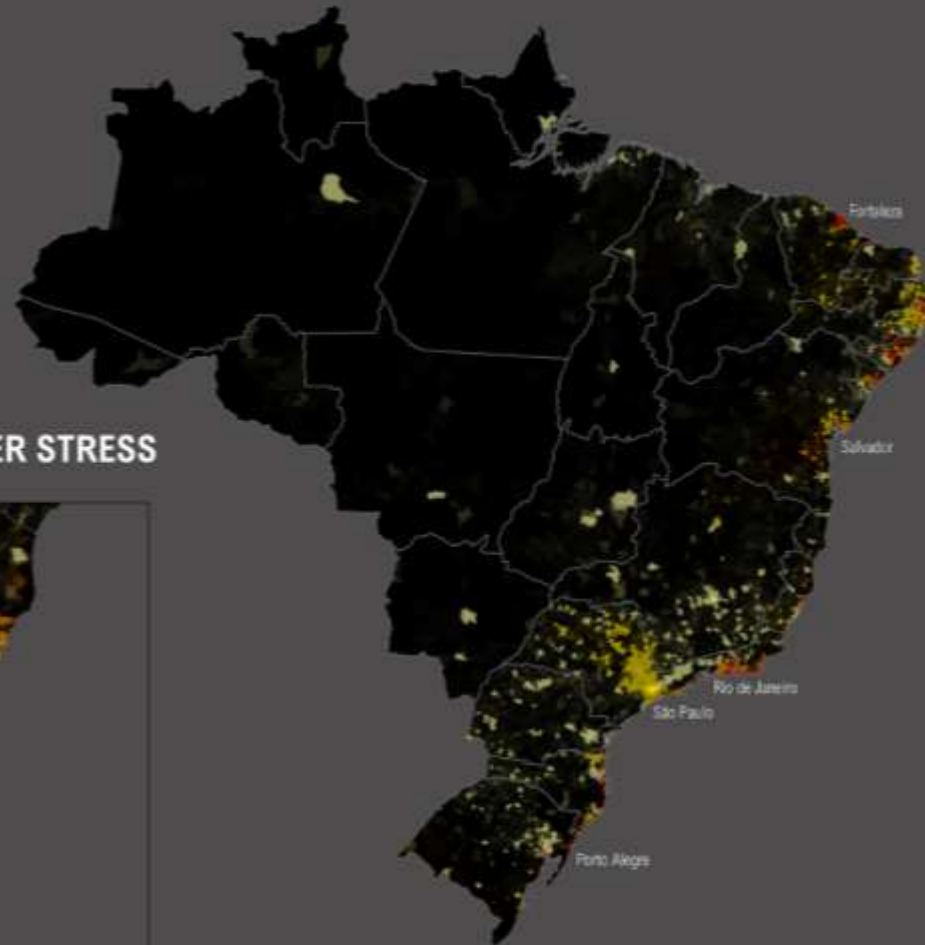 Fortaleza
ER STRESS
Salvador
Rio de Janeiro
São Paulo
Porto Alegre